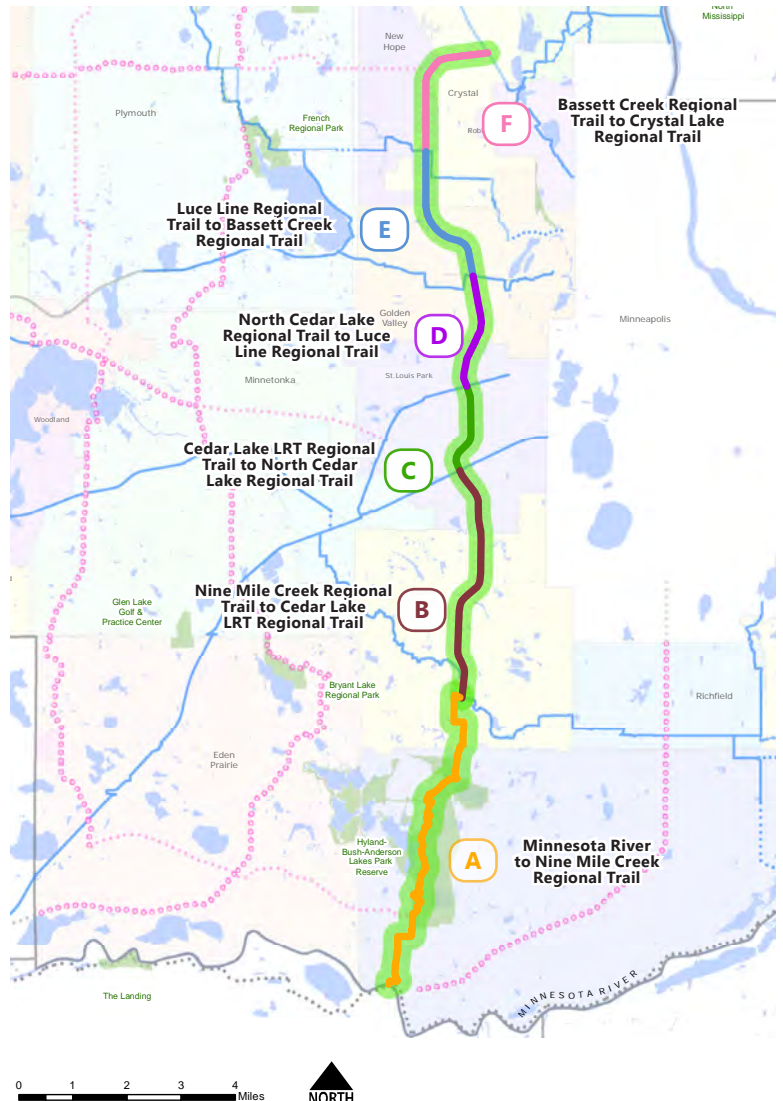 North
Mississippi
New
Hope
Crystal
Plymouth
French
Regional Park
F
Bassett Creek Regional
Trail to Crystal Lake
Regional Trail
Luce Line Regional
Trail to Bassett Creek
Regional Trail
E
North Cedar Lake
Regional Trail to Luce
Line Regional Trail
D
Golden
Valley
Minneapolis
Minnetonka
St. Louis Park
Woodland
Cedar Lake LRT Regional
Trail to North Cedar
Lake Regional Trail
C
Nine Mile Creek Regional
Trail to Cedar Lake
LRT Regional Trail
B
Glen Lake
Golf &
Practice Center
Bryant Lake
Regional Park
Richfield
Eden
Prairie
Hyland-
Bush-Anderson
Lakes Park
Reserve
A
Minnesota River
to Nine Mile Creek
Regional Trail
The Landing
MINNESOTA RIVER
0 1 2 3 4
Miles
NORTH